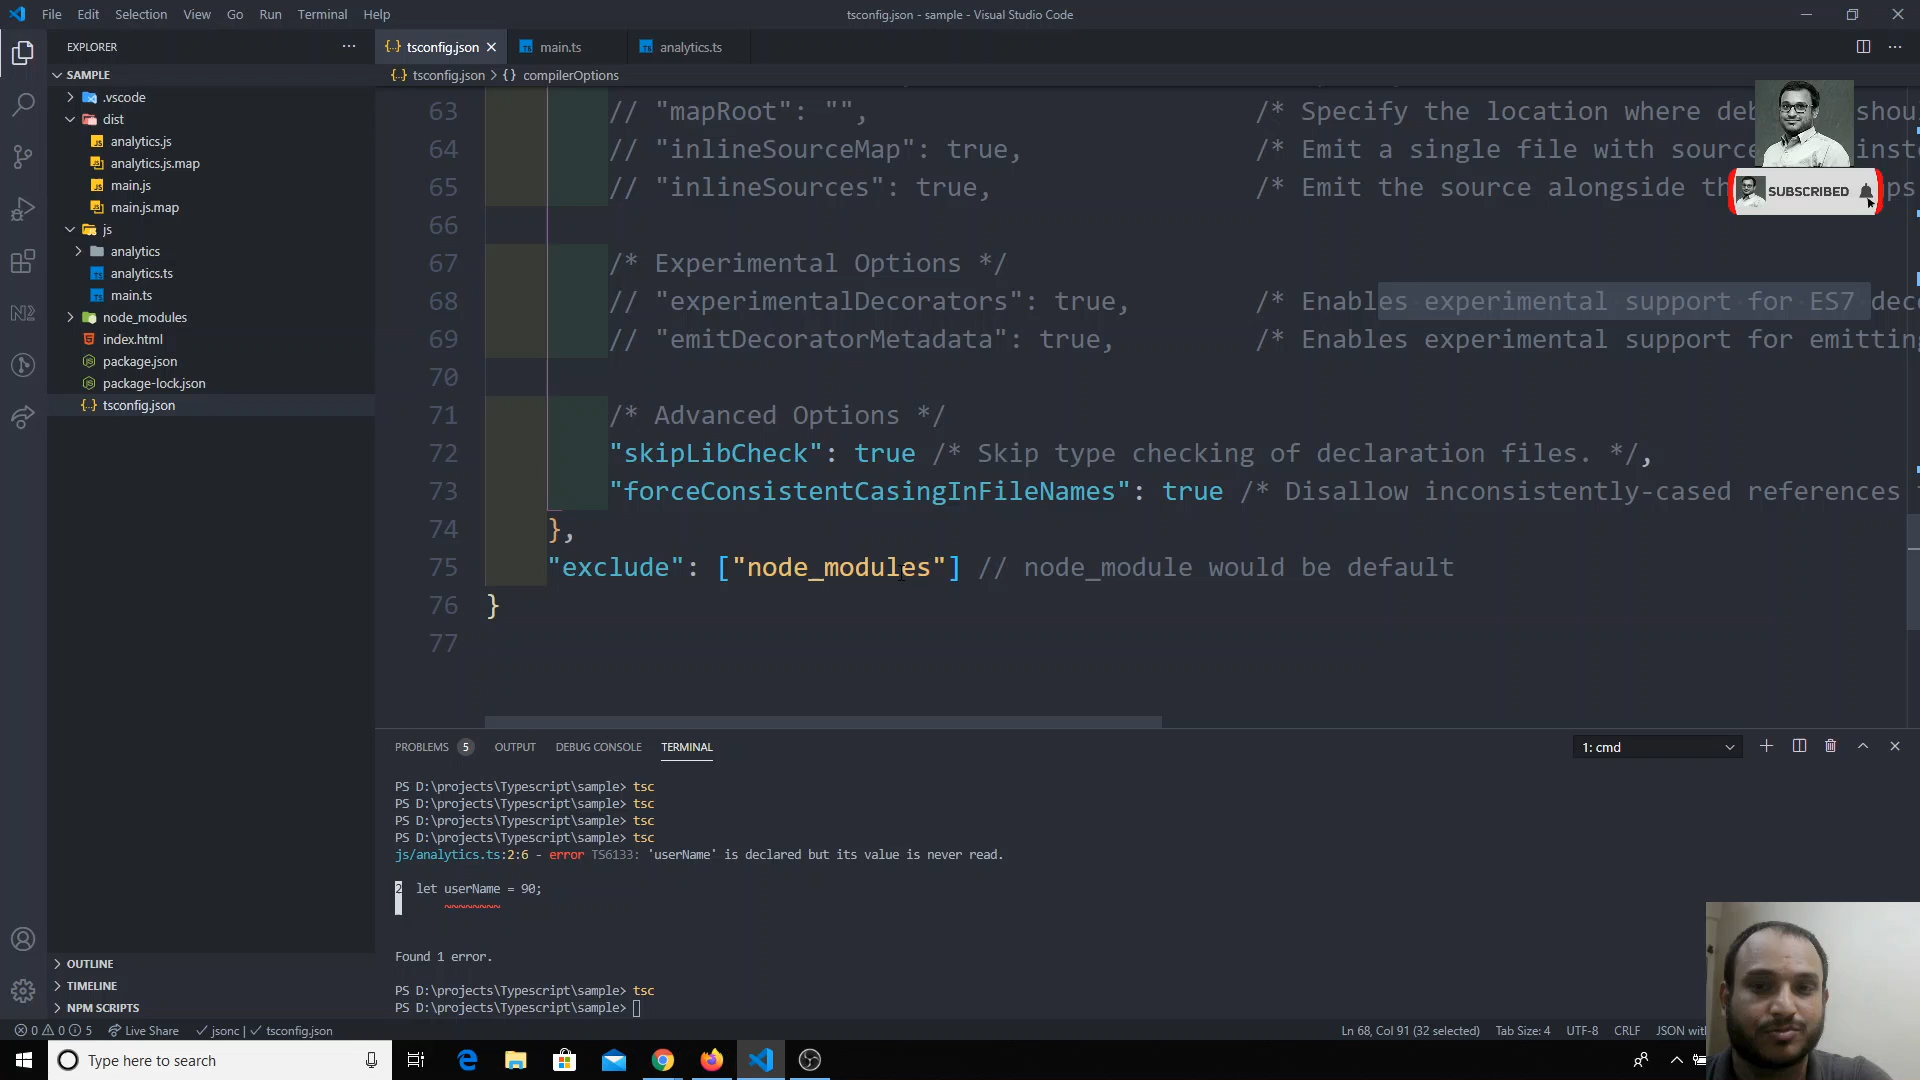 File Edit Selection View Go Run Terminal Help
tsconfig.json - sample - Visual Studio Code
EXPLORER
SAMPLE
.vscode
dist
analytics.js
analytics.js.map
main.js
main.js.map
js
analytics
analytics.ts
main.ts
node_modules
index.html
package.json
package-lock.json
tsconfig.json
OUTLINE
TIMELINE
NPM SCRIPTS
tsconfig.json main.ts analytics.ts
tsconfig.json > {} compilerOptions
63 // "mapRoot": "", /* Specify the location where
64 // "inlineSourceMap": true, /* Emit a single file with
65 // "inlineSources": true, /* Emit the source alongside
66
67 /* Experimental Options */
68 // "experimentalDecorators": true, /* Enables experimental support for ES7
69 // "emitDecoratorMetadata": true, /* Enables experimental support for
70
71 /* Advanced Options */
72 "skipLibCheck": true /* Skip type checking of declaration files. */,
73 "forceConsistentCasingInFileNames": true /* Disallow inconsistently-cased references
74 },
75 "exclude": ["node_modules"] // node_module would be default
76 }
77
SUBSCRIBED
PROBLEMS 5 OUTPUT DEBUG CONSOLE TERMINAL
1: cmd
PS D:\projects\Typescript\sample> tsc
PS D:\projects\Typescript\sample> tsc
PS D:\projects\Typescript\sample> tsc
PS D:\projects\Typescript\sample> tsc
js/analytics.ts:2:6 - error TS6133: 'userName' is declared but its value is never read.
2 let userName = 90;
~~~~~~~~
Found 1 error.
PS D:\projects\Typescript\sample> tsc
PS D:\projects\Typescript\sample>
0 0 5 Live Share jsonc | tsconfig.json
Ln 68, Col 91 (32 selected) Tab Size: 4 UTF-8 CRLF JSON
Type here to search